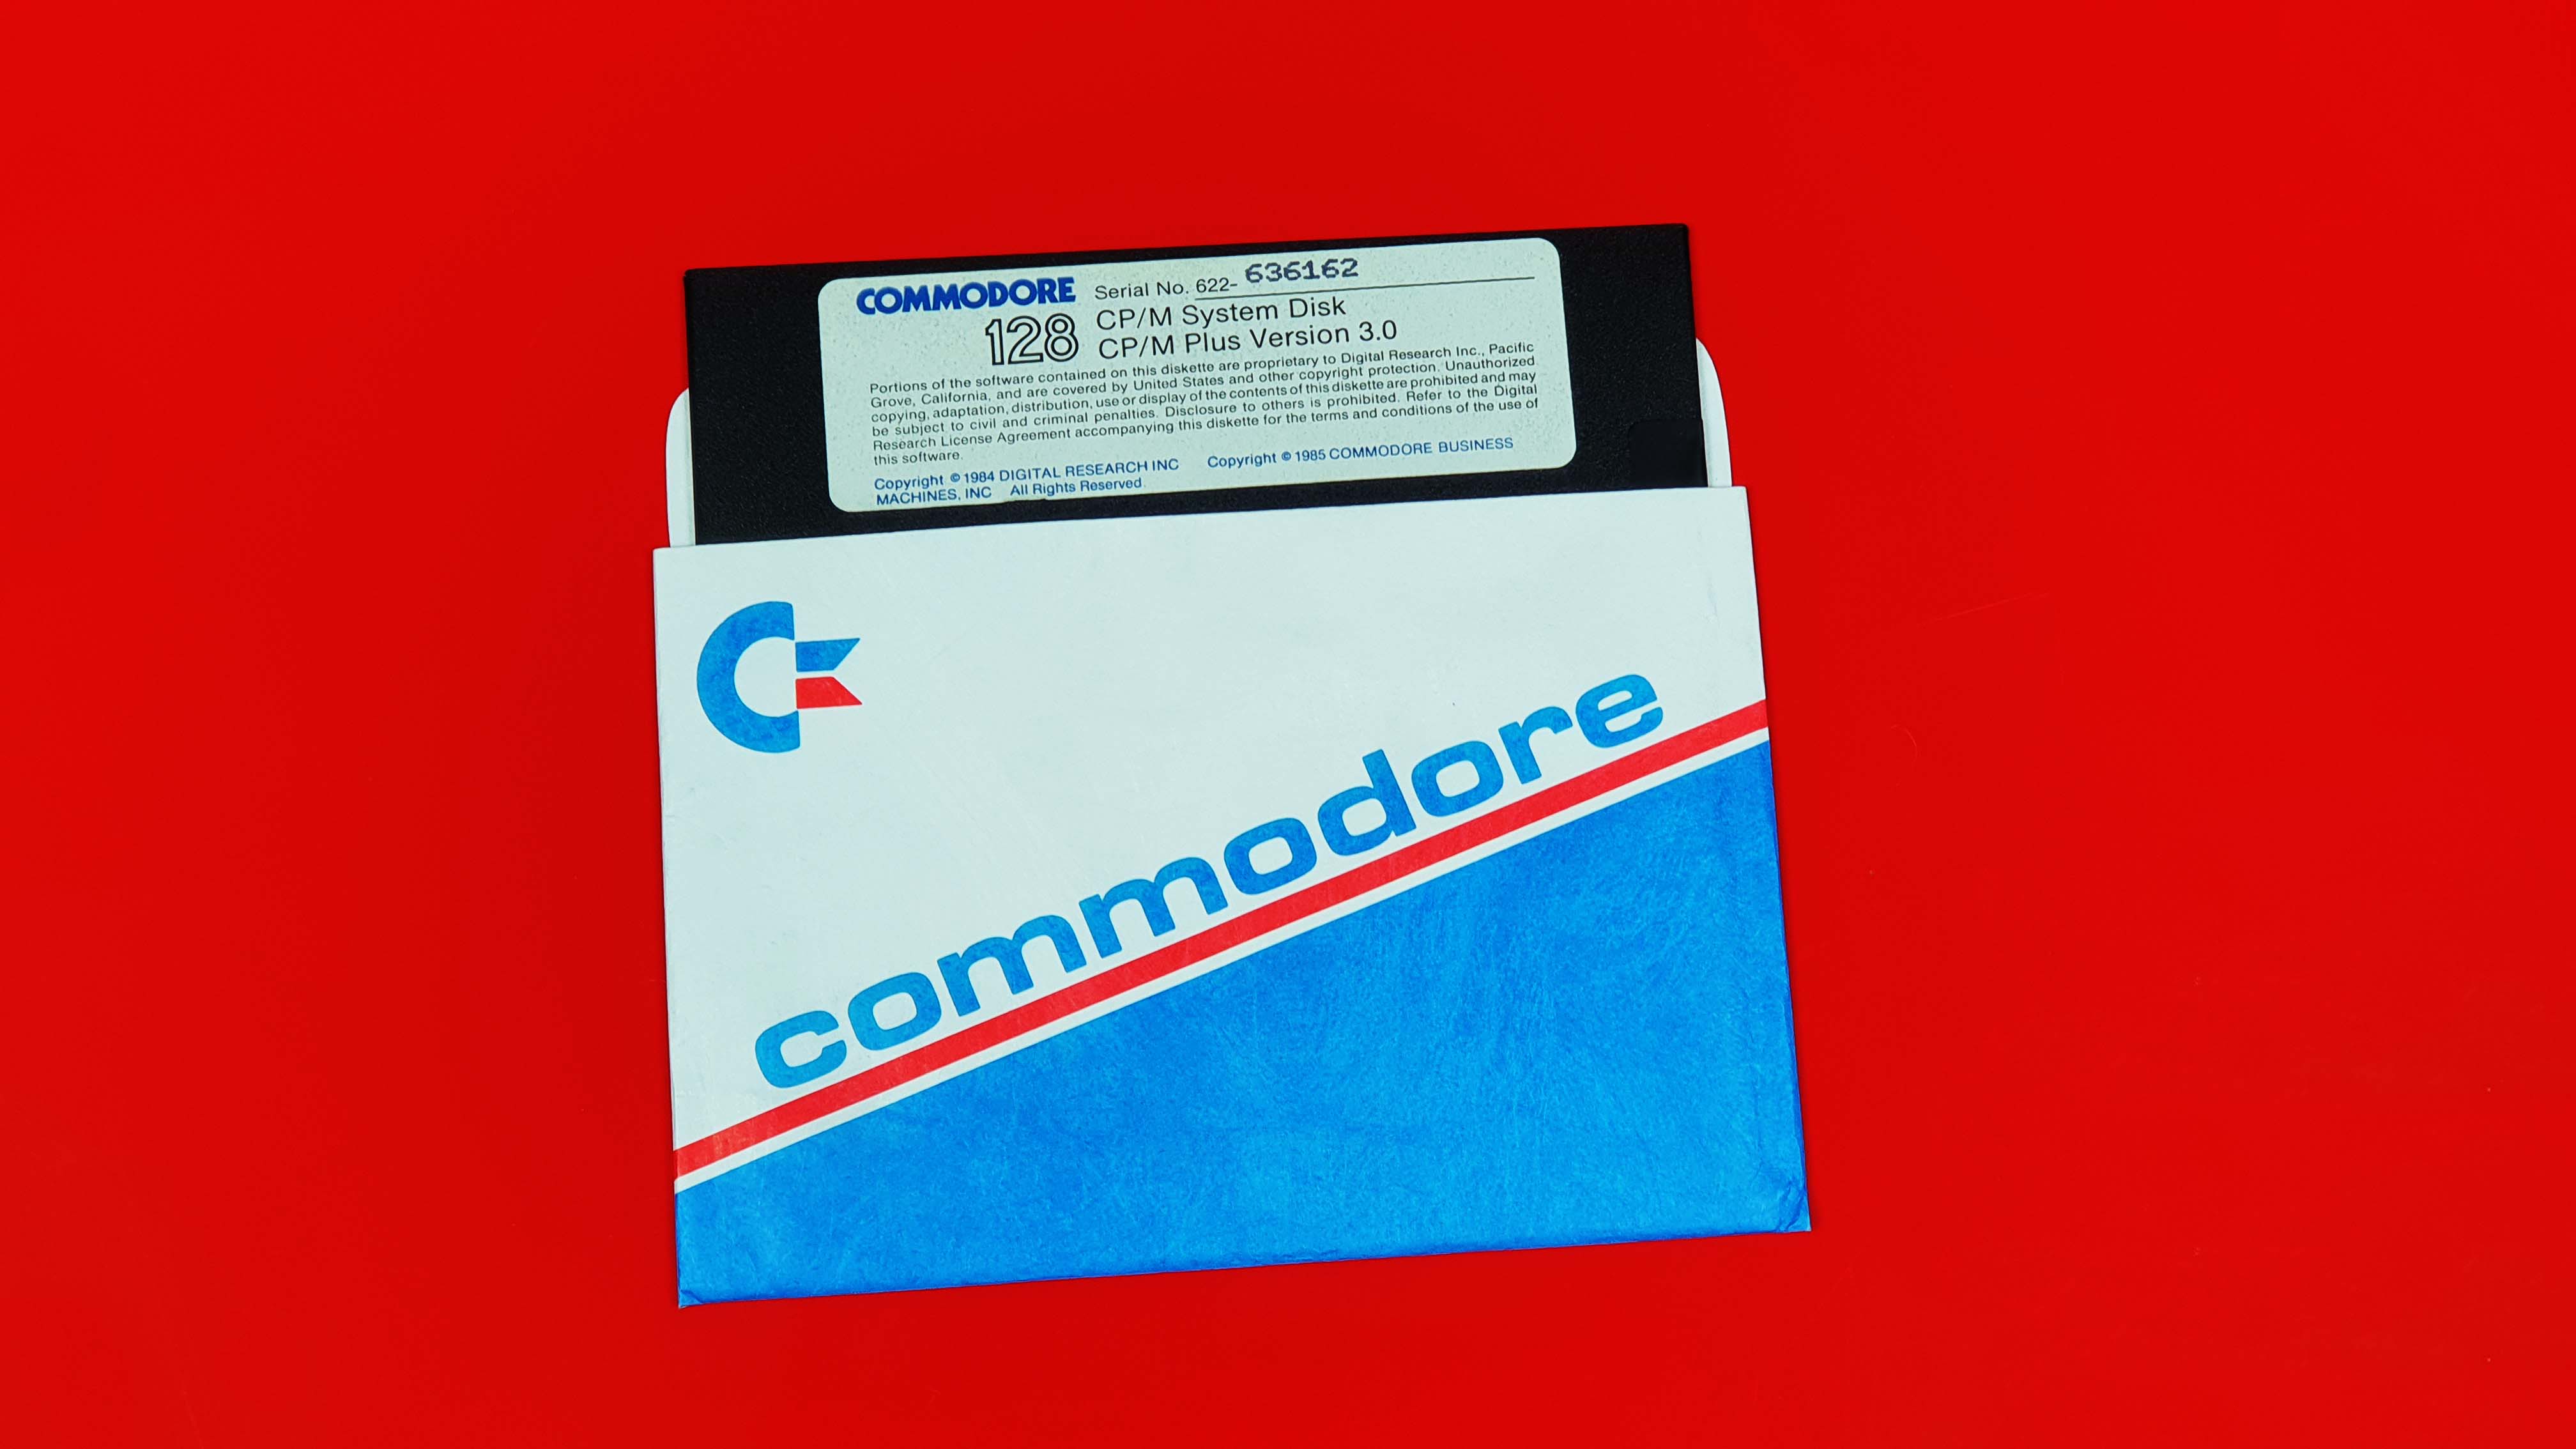 COMMODORE Serial No. 622- 636162
128 CP/M System Disk
CP/M Plus Version 3.0
Portions of the software contained on this diskette are proprietary to Digital Research Inc., Pacific
Grove, California, and are covered by United States and other copyright protection. Unauthorized
copying, adaptation, distribution, use or display of the contents of this diskette are prohibited and may
be subject to civil and criminal penalties. Disclosure to others is prohibited. Refer to the Digital
Research License Agreement accompanying this diskette for the terms and conditions of the use of
this software.
Copyright © 1984 DIGITAL RESEARCH INC Copyright © 1985 COMMODORE BUSINESS
MACHINES, INC All Rights Reserved.
commodore